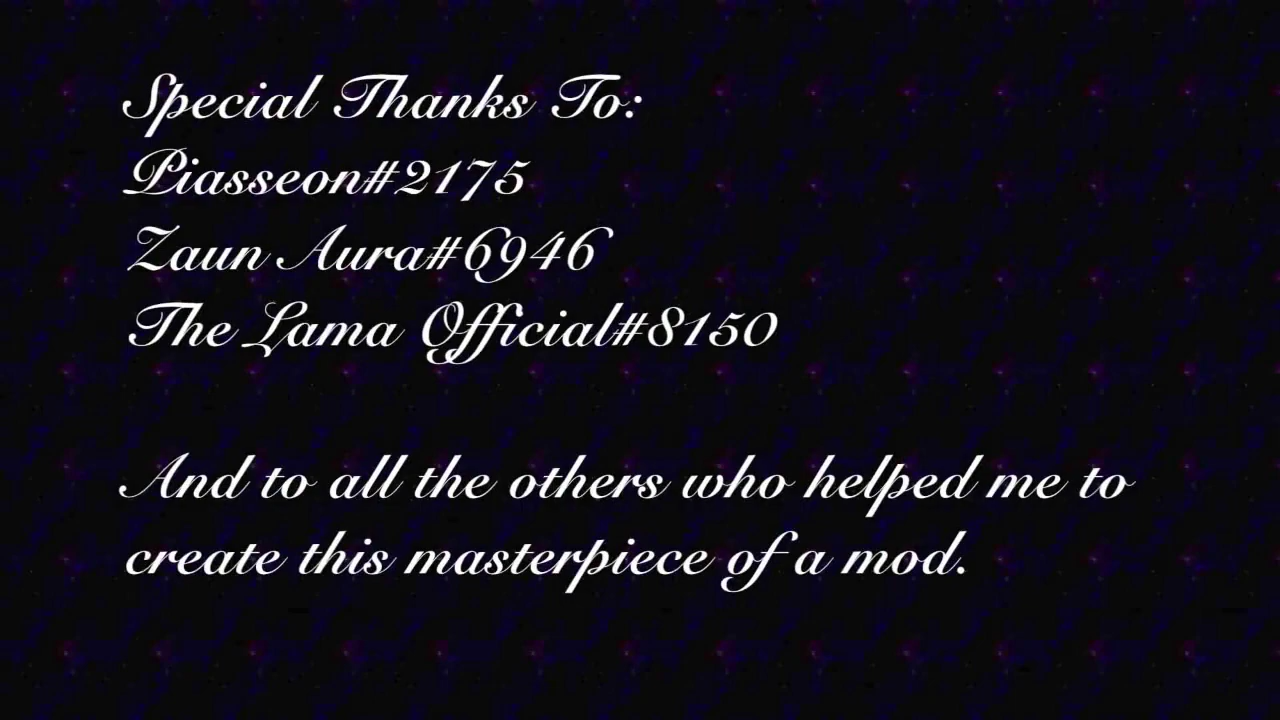 Special Thanks To:
Piasseon#2175
Zaun Aura#6946
The Lama Official#8150
And to all the others who helped me to
create this masterpiece of a mod.